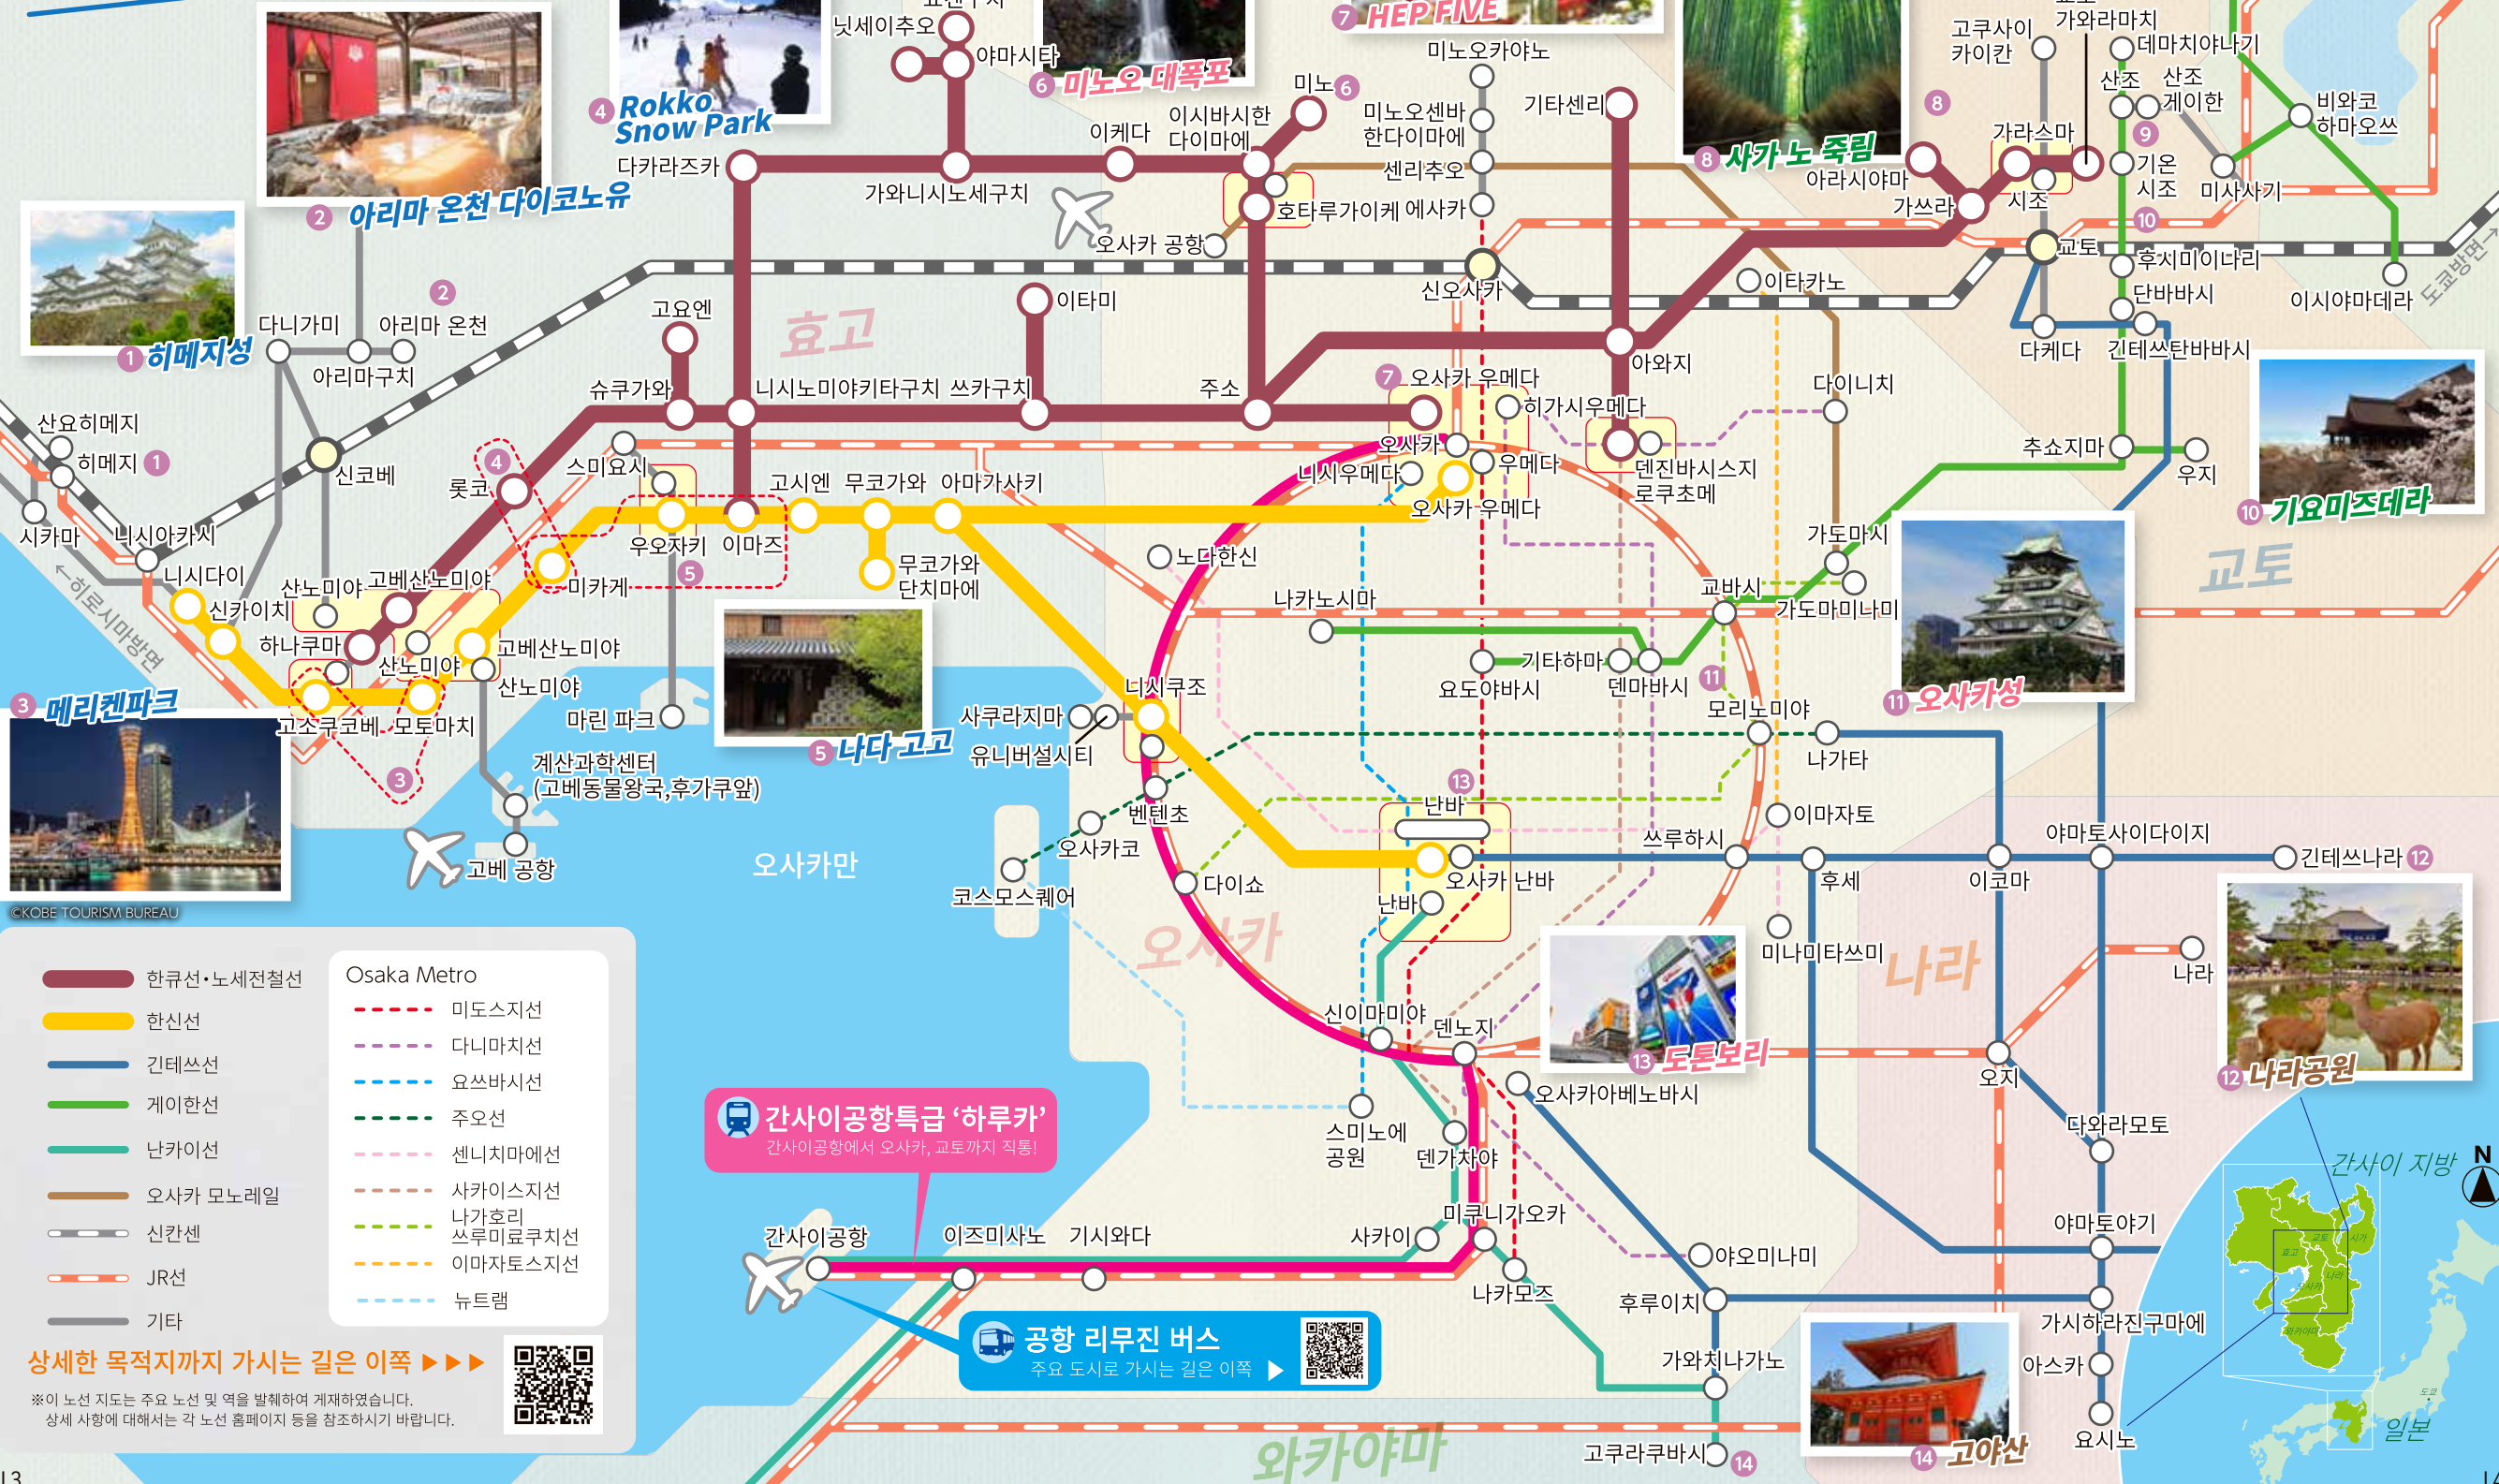 닛세이추오
야마시타
4 Rokko
Snow Park
6 미노오 대폭포
7 HEP FIVE
미노 6
이시바시한
다이마에
이케다
다카라즈카
가와니시노세구치
호타루가이케
오사카 공항
미노오카야노
미노오센바
한다이마에
센리추오
에사카
기타센리
신오사카
8 사가 노 죽림
8
고쿠사이
카이칸
가와라마치
데마치야나기
산조
산조
게이한
9
가라스마
아라시야마
가쓰라
시조
기온
시조
10
비와코
하마오쓰
미사사기
교토
후시미이나리
단바바시
다케다
긴테쓰탄바바시
이시야마데라
도쿄방면→
이타카노
2 아리마 온천 다이코노유
1 히메지성
2
다니가미
아리마 온천
아리마구치
산요히메지
히메지 1
시카마
니시아카시
←히로시마방면
신코베
효고
고요엔
슈쿠가와
니시노미야키타구치
쓰카구치
이타미
주소
7
오사카 우메다
히가시우메다
오사카
니시우메다
우메다
오사카 우메다
아와지
덴진바시스지
로쿠초메
다이니치
추쇼지마
우지
10 기요미즈데라
교토
4
롯코
스미요시
우오자키
이마즈
고시엔
무코가와
아마가사키
무코가와
단치마에
5
미카게
노다한신
가도마시
가도마미나미
교바시
니시다이
신카이치
산노미야
고베산노미야
하나쿠마
산노미야
고베산노미야
산노미야
고소쿠코베
모토마치
3
3 메리켄파크
©KOBE TOURISM BUREAU
마린 파크
계산과학센터
(고베동물왕국,후가쿠앞)
고베 공항
5 나다 고고
나카노시마
요도야바시
기타하마
덴마바시
11
11 오사카성
모리노미야
나가타
니시쿠조
사쿠라지마
유니버설시티
벤텐초
오사카코
코스모스퀘어
다이쇼
오사카만
오사카
13
난바
오사카 난바
난바
쓰루하시
이마자토
후세
미나미타쓰미
이코마
야마토사이다이지
긴테쓰나라 12
나라
나라
12 나라공원
13 도톤보리
신이마미야
덴노지
오사카아베노바시
오지
다와라모토
스미노에
공원
덴가차야
야마토야기
간사이공항특급 ‘하루카’
간사이공항에서 오사카, 교토까지 직통!
간사이공항
이즈미사노
기시와다
사카이
미쿠니가오카
나카모즈
야오미나미
후루이치
가시하라진구마에
가와치나가노
아스카
요시노
고쿠라쿠바시 14
14 고야산
와카야마
공항 리무진 버스
주요 도시로 가시는 길은 이쪽 ▶
한큐선•노세전철선
한신선
긴테쓰선
게이한선
난카이선
오사카 모노레일
신칸센
JR선
기타
Osaka Metro
미도스지선
다니마치선
요쓰바시선
주오선
센니치마에선
사카이스지선
나가호리
쓰루미료쿠치선
이마자토스지선
뉴트램
상세한 목적지까지 가시는 길은 이쪽 ▶▶▶
※이 노선 지도는 주요 노선 및 역을 발췌하여 게재하였습니다.
상세 사항에 대해서는 각 노선 홈페이지 등을 참조하시기 바랍니다.
간사이 지방
N
효고
교토
시가
나라
오사카
와카야마
도쿄
일본
13